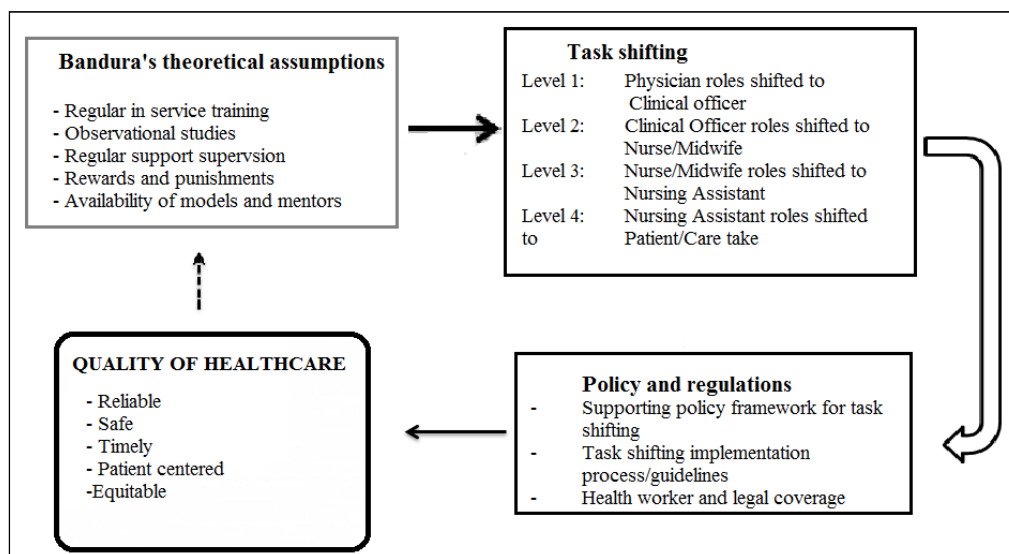 Bandura's theoretical assumptions
- Regular in service training
- Observational studies
- Regular support supervsion
- Rewards and punishments
- Availability of models and mentors
Task shifting
Level 1: Physician roles shifted to
Clinical officer
Level 2: Clinical Officer roles shifted to
Nurse/Midwife
Level 3: Nurse/Midwife roles shifted to
Nursing Assistant
Level 4: Nursing Assistant roles shifted
to Patient/Care take
QUALITY OF HEALTHCARE
- Reliable
- Safe
- Timely
- Patient centered
-Equitable
Policy and regulations
- Supporting policy framework for task
shifting
- Task shifting implementation
process/guidelines
- Health worker and legal coverage